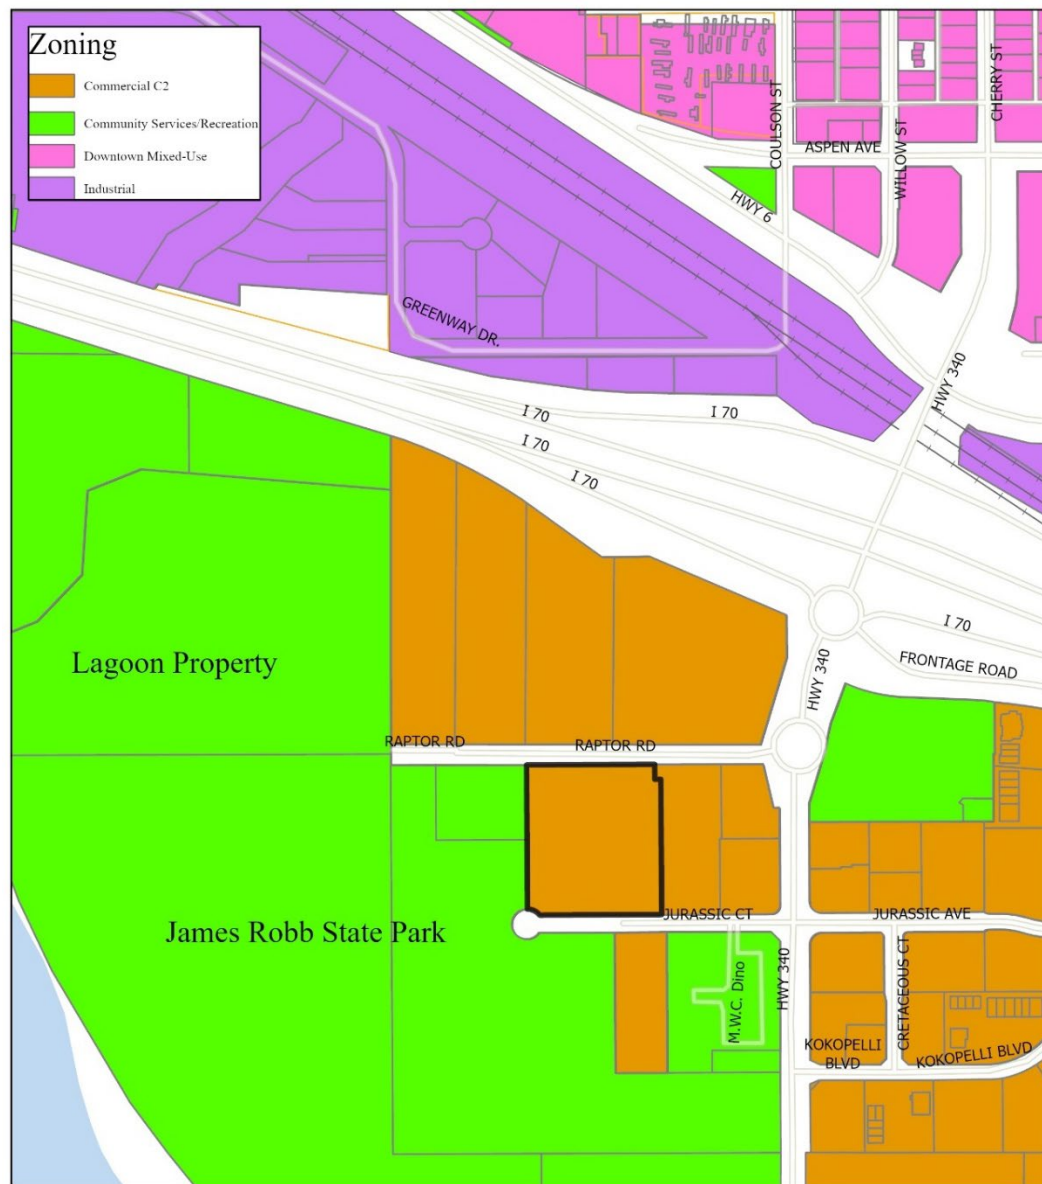 Zoning
Commercial C2
Community Services/Recreation
Downtown Mixed-Use
Industrial
COULSON ST
CHERRY ST
ASPEN AVE
WILLOW ST
HWY 6
GREENWAY DR.
HWY 340
I 70
I 70
I 70
I 70
I 70
FRONTAGE ROAD
HWY 340
Lagoon Property
RAPTOR RD
RAPTOR RD
JURASSIC CT
JURASSIC AVE
James Robb State Park
M.W.C. Dino
HWY 340
CRETACEOUS CT
KOKOPELLI
BLVD
KOKOPELLI BLVD